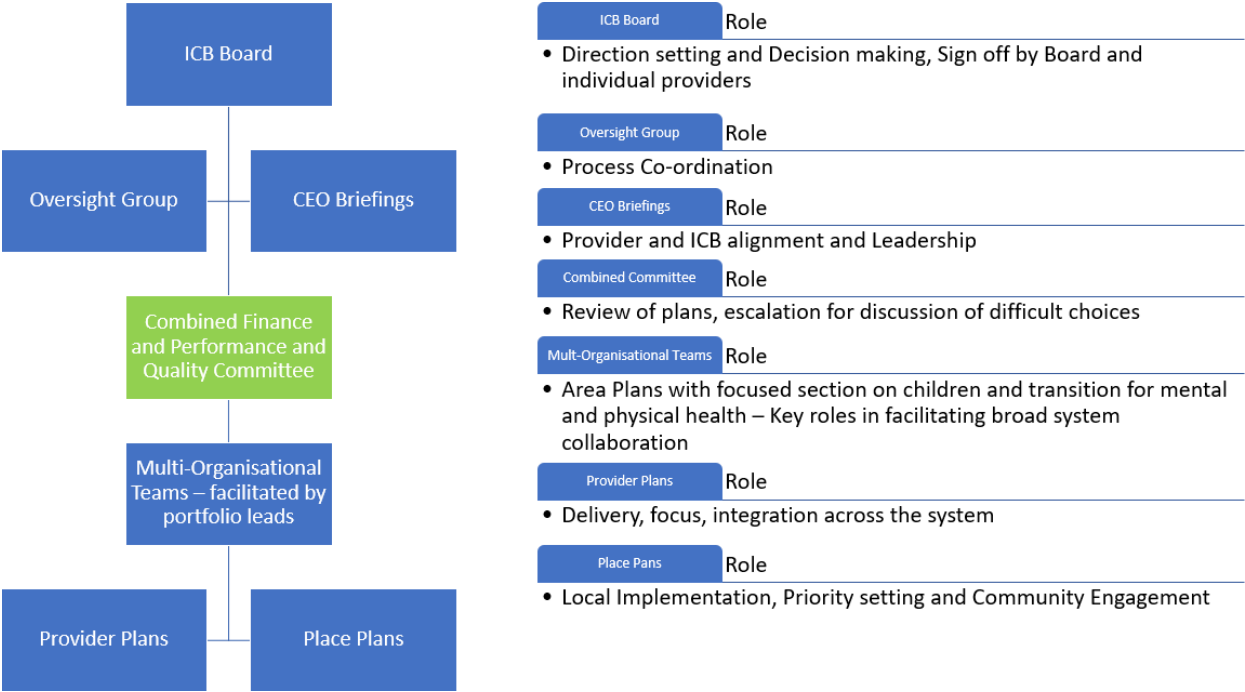 ICB Board
Oversight Group
CEO Briefings
Combined Finance
and Performance and
Quality Committee
Multi-Organisational
Teams – facilitated by
portfolio leads
Provider Plans
Place Plans
ICB Board Role
• Direction setting and Decision making, Sign off by Board and
individual providers
Oversight Group Role
• Process Co-ordination
CEO Briefings Role
• Provider and ICB alignment and Leadership
Combined Committee Role
• Review of plans, escalation for discussion of difficult choices
Mult-Organisational Teams Role
• Area Plans with focused section on children and transition for mental
and physical health – Key roles in facilitating broad system
collaboration
Provider Plans Role
• Delivery, focus, integration across the system
Place Pans Role
• Local Implementation, Priority setting and Community Engagement